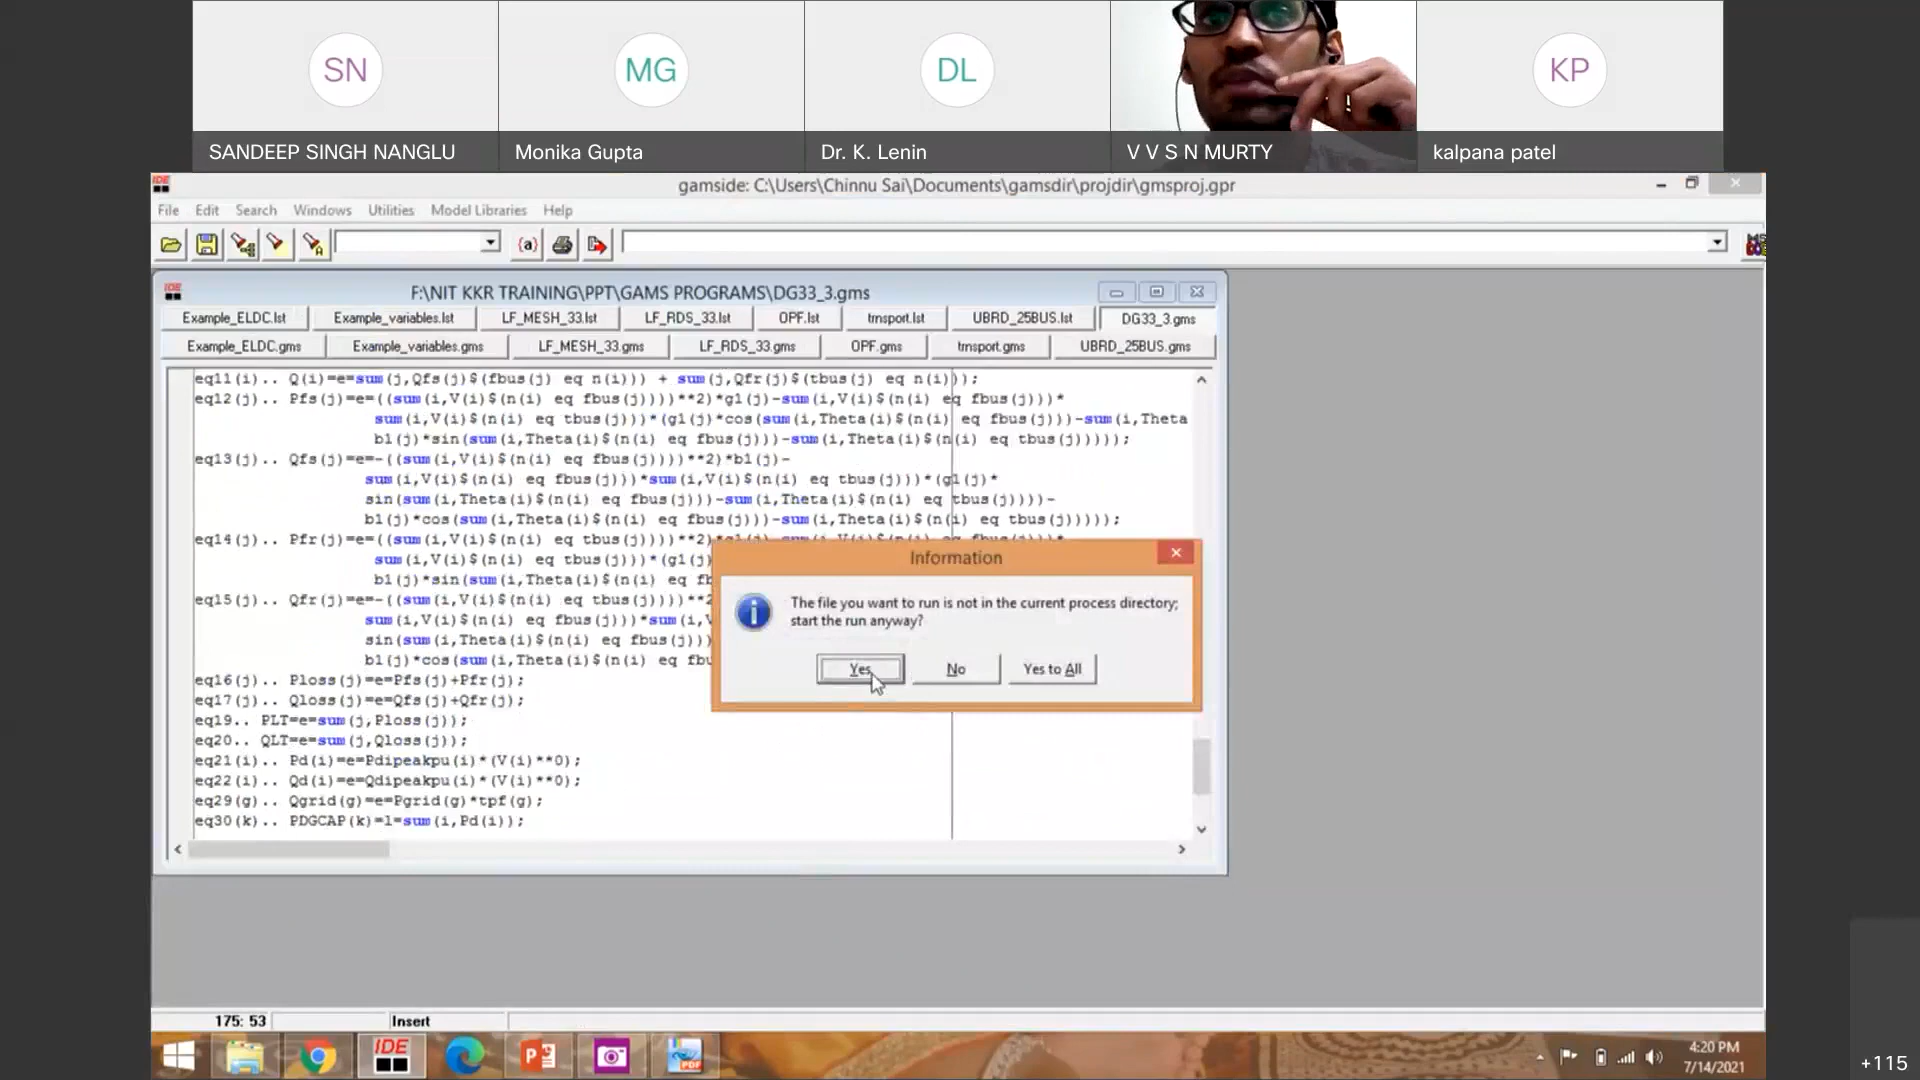 SN
MG
DL
KP
SANDEEP SINGH NANGLU
Monika Gupta
Dr. K. Lenin
V V S N MURTY
kalpana patel
IDE
gamside: C:\Users\Chinnu Sai\Documents\gamsdir\projdir\gmsproj.gpr
File Edit Search Windows Utilities Model Libraries Help
{a}
IDE
F:\NIT KKR TRAINING\PPT\GAMS PROGRAMS\DG33_3.gms
Example_ELDC.lst Example_variables.lst LF_MESH_33.lst LF_RDS_33.lst OPF.lst trnsport.lst UBRD_25BUS.lst DG33_3.gms
Example_ELDC.gms Example_variables.gms LF_MESH_33.gms LF_RDS_33.gms OPF.gms trnsport.gms UBRD_25BUS.gms
eq11(i).. Q(i)=e=sum(j,Qfs(j)$(fbus(j) eq n(i))) + sum(j,Qfr(j)$(tbus(j) eq n(i)));
eq12(j).. Pfs(j)=e=((sum(i,V(i)$(n(i) eq fbus(j))))**2)*g1(j)-sum(i,V(i)$(n(i) eq fbus(j)))*
sum(i,V(i)$(n(i) eq tbus(j)))*(g1(j)*cos(sum(i,Theta(i)$(n(i) eq fbus(j)))-sum(i,Theta
b1(j)*sin(sum(i,Theta(i)$(n(i) eq fbus(j)))-sum(i,Theta(i)$(n(i) eq tbus(j)))));
eq13(j).. Qfs(j)=e=-((sum(i,V(i)$(n(i) eq fbus(j))))**2)*b1(j)-
sum(i,V(i)$(n(i) eq fbus(j)))*sum(i,V(i)$(n(i) eq tbus(j)))*(g1(j)*
sin(sum(i,Theta(i)$(n(i) eq fbus(j)))-sum(i,Theta(i)$(n(i) eq tbus(j))))-
b1(j)*cos(sum(i,Theta(i)$(n(i) eq fbus(j)))-sum(i,Theta(i)$(n(i) eq tbus(j)))));
eq14(j).. Pfr(j)=e=((sum(i,V(i)$(n(i) eq tbus(j))))**2)*g1(j)-sum(i,V(i)$(n(i) eq fbus(j)))*
sum(i,V(i)$(n(i) eq tbus(j)))*(g1(j)
b1(j)*sin(sum(i,Theta(i)$(n(i) eq fb
eq15(j).. Qfr(j)=e=-((sum(i,V(i)$(n(i) eq tbus(j))))**2
sum(i,V(i)$(n(i) eq fbus(j)))*sum(i,V
sin(sum(i,Theta(i)$(n(i) eq fbus(j)))
b1(j)*cos(sum(i,Theta(i)$(n(i) eq fbu
eq16(j).. Ploss(j)=e=Pfs(j)+Pfr(j);
eq17(j).. Qloss(j)=e=Qfs(j)+Qfr(j);
eq19.. PLT=e=sum(j,Ploss(j));
eq20.. QLT=e=sum(j,Qloss(j));
eq21(i).. Pd(i)=e=Pdipeakpu(i)*(V(i)**0);
eq22(i).. Qd(i)=e=Qdipeakpu(i)*(V(i)**0);
eq29(g).. Qgrid(g)=e=Pgrid(g)*tpf(g);
eq30(k).. PDGCAP(k)=l=sum(i,Pd(i));
Information
The file you want to run is not in the current process directory;
start the run anyway?
Yes No Yes to All
175: 53 Insert
IDE
PDF
4:20 PM
7/14/2021
+115